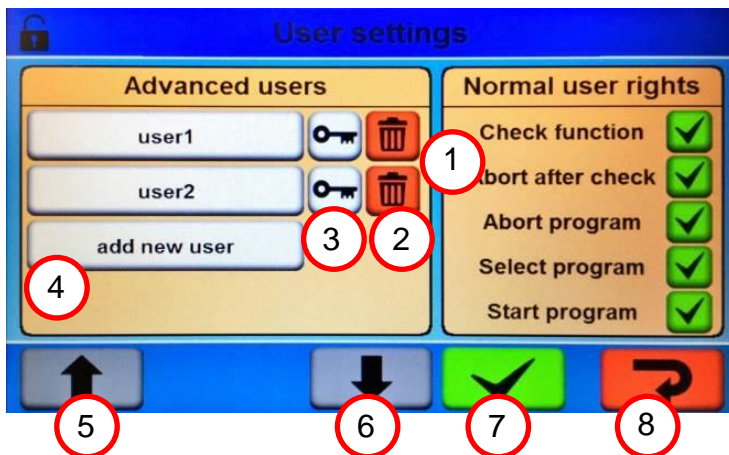 User settings
Advanced users
user1
user2
add new user
Normal user rights
Check function
Abort after check
Abort program
Select program
Start program
1
2
3
4
5
6
7
8